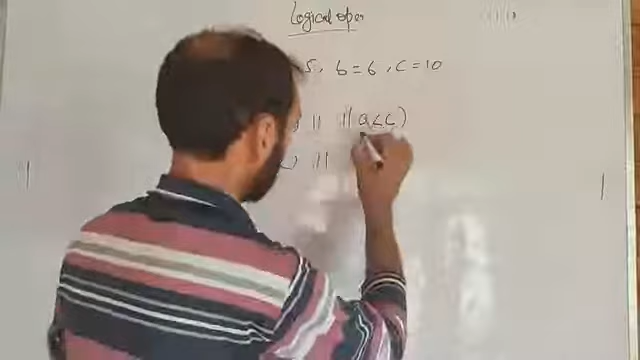 Logical oper
5, b = 6, c = 10
|| || a < c)
||